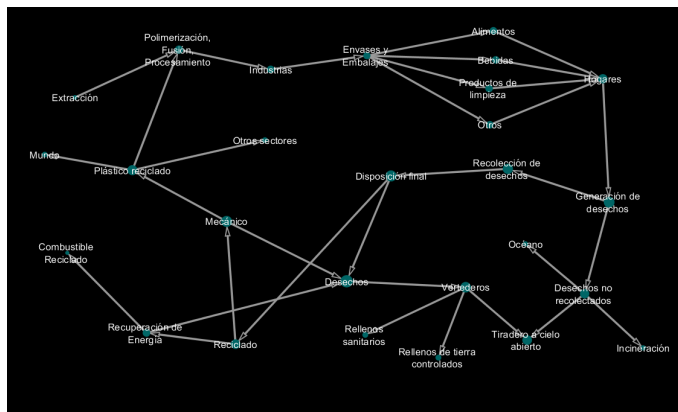 Polimerización,
Fusión,
Procesamiento
Industrias
Envases y
Embalajes
Alimentos
Bebidas
Productos de
limpieza
Otros
Hogares
Extracción
Otros sectores
Mundo
Plástico reciclado
Disposición final
Recolección de
desechos
Generación de
desechos
Mecánico
Combustible
Reciclado
Océano
Desechos
Vertederos
Desechos no
recolectados
Recuperación de
Energía
Reciclado
Rellenos
sanitarios
Rellenos de tierra
controlados
Tiradero a cielo
abierto
Incineración